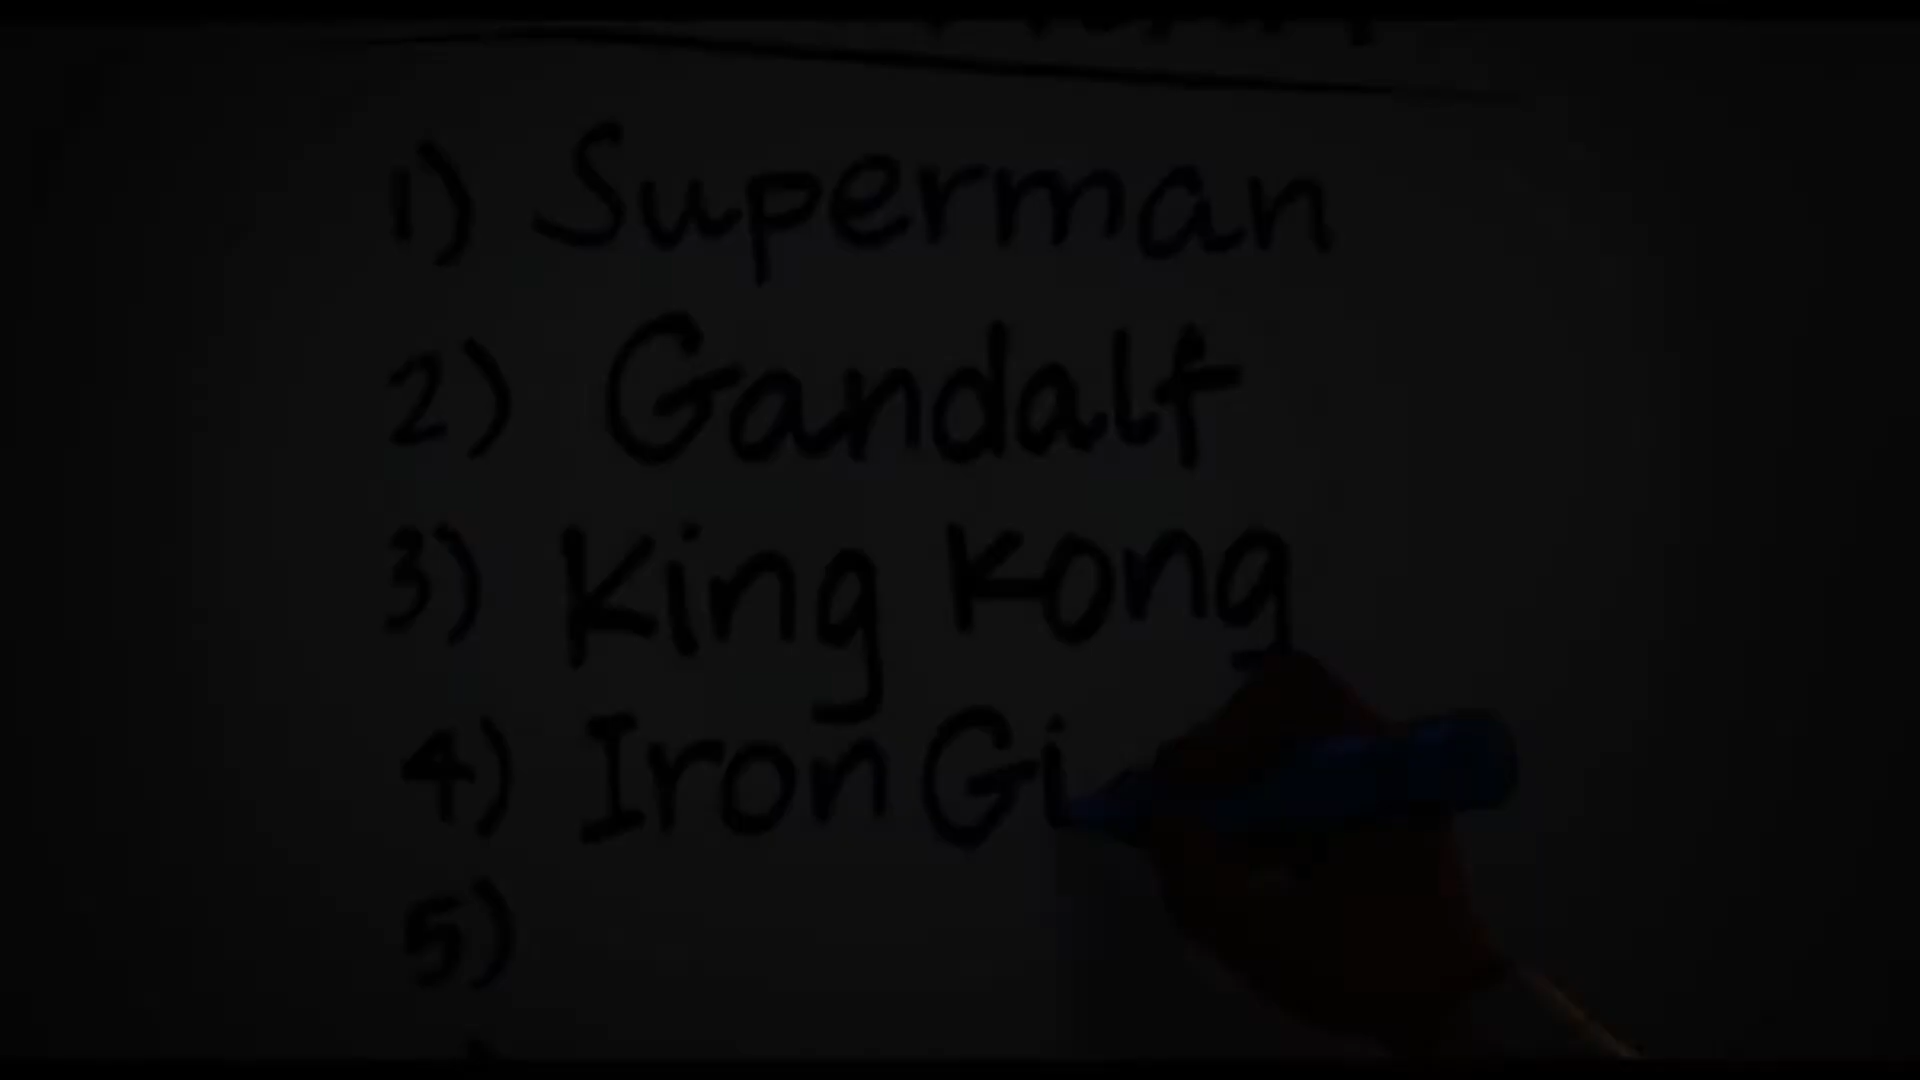 1) Superman
2) Gandalf
3) King Kong
4) Iron Gi
5)